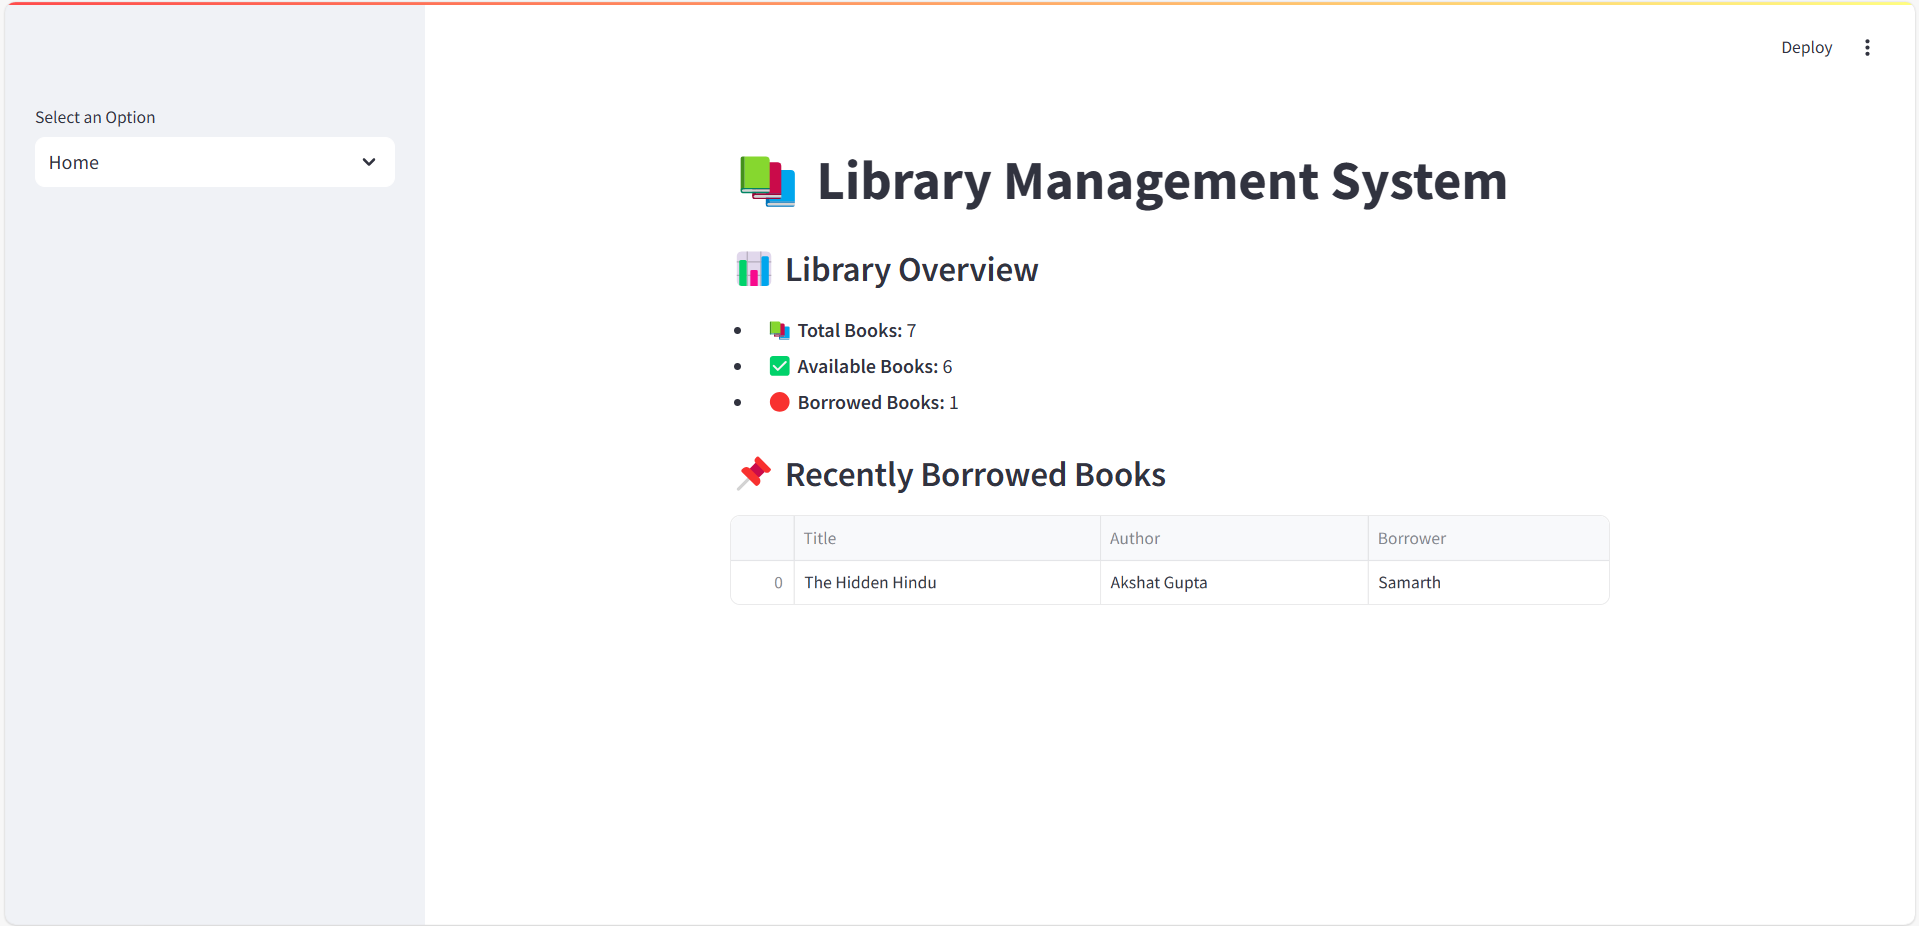 Deploy
Select an Option
Home
Library Management System
Library Overview
Total Books: 7
Available Books: 6
Borrowed Books: 1
Recently Borrowed Books
Title Author Borrower
0 The Hidden Hindu Akshat Gupta Samarth